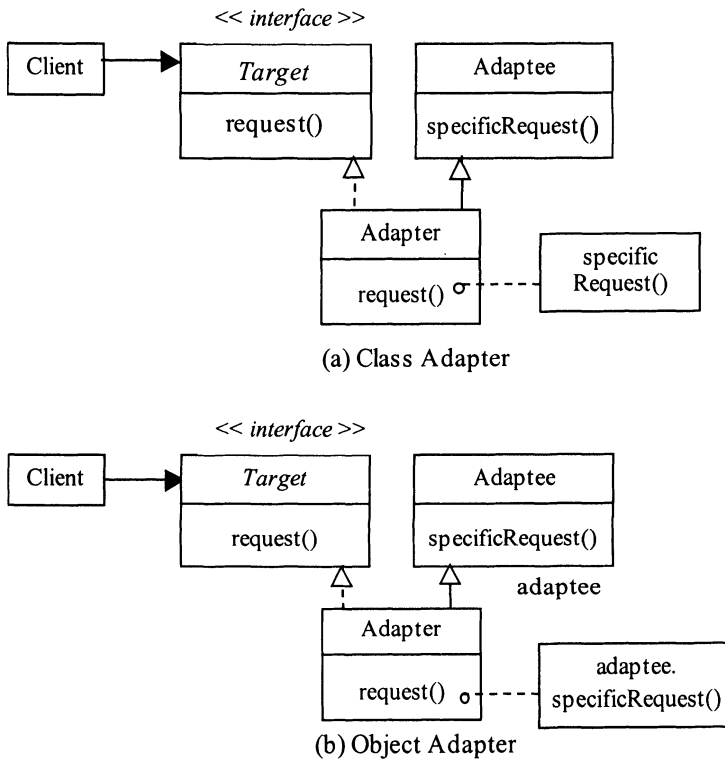 << interface >>
Client
Target
Adaptee
request()
specificRequest()
Adapter
request()
specific
Request()
(a) Class Adapter
<< interface >>
Client
Target
Adaptee
request()
specificRequest()
adaptee
Adapter
request()
adaptee.
specificRequest()
(b) Object Adapter